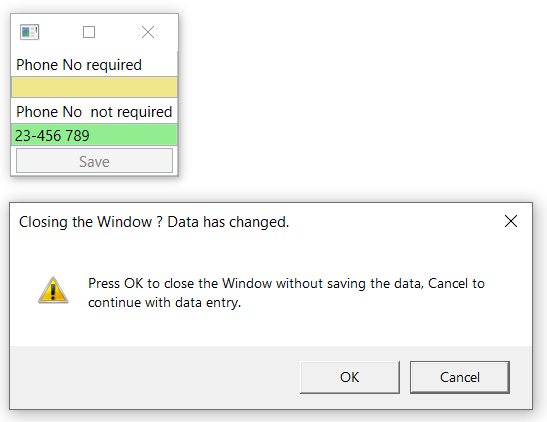 Phone No required
Phone No  not required
23-456 789
Save
Closing the Window ? Data has changed.
Press OK to close the Window without saving the data, Cancel to
continue with data entry.
OK
Cancel